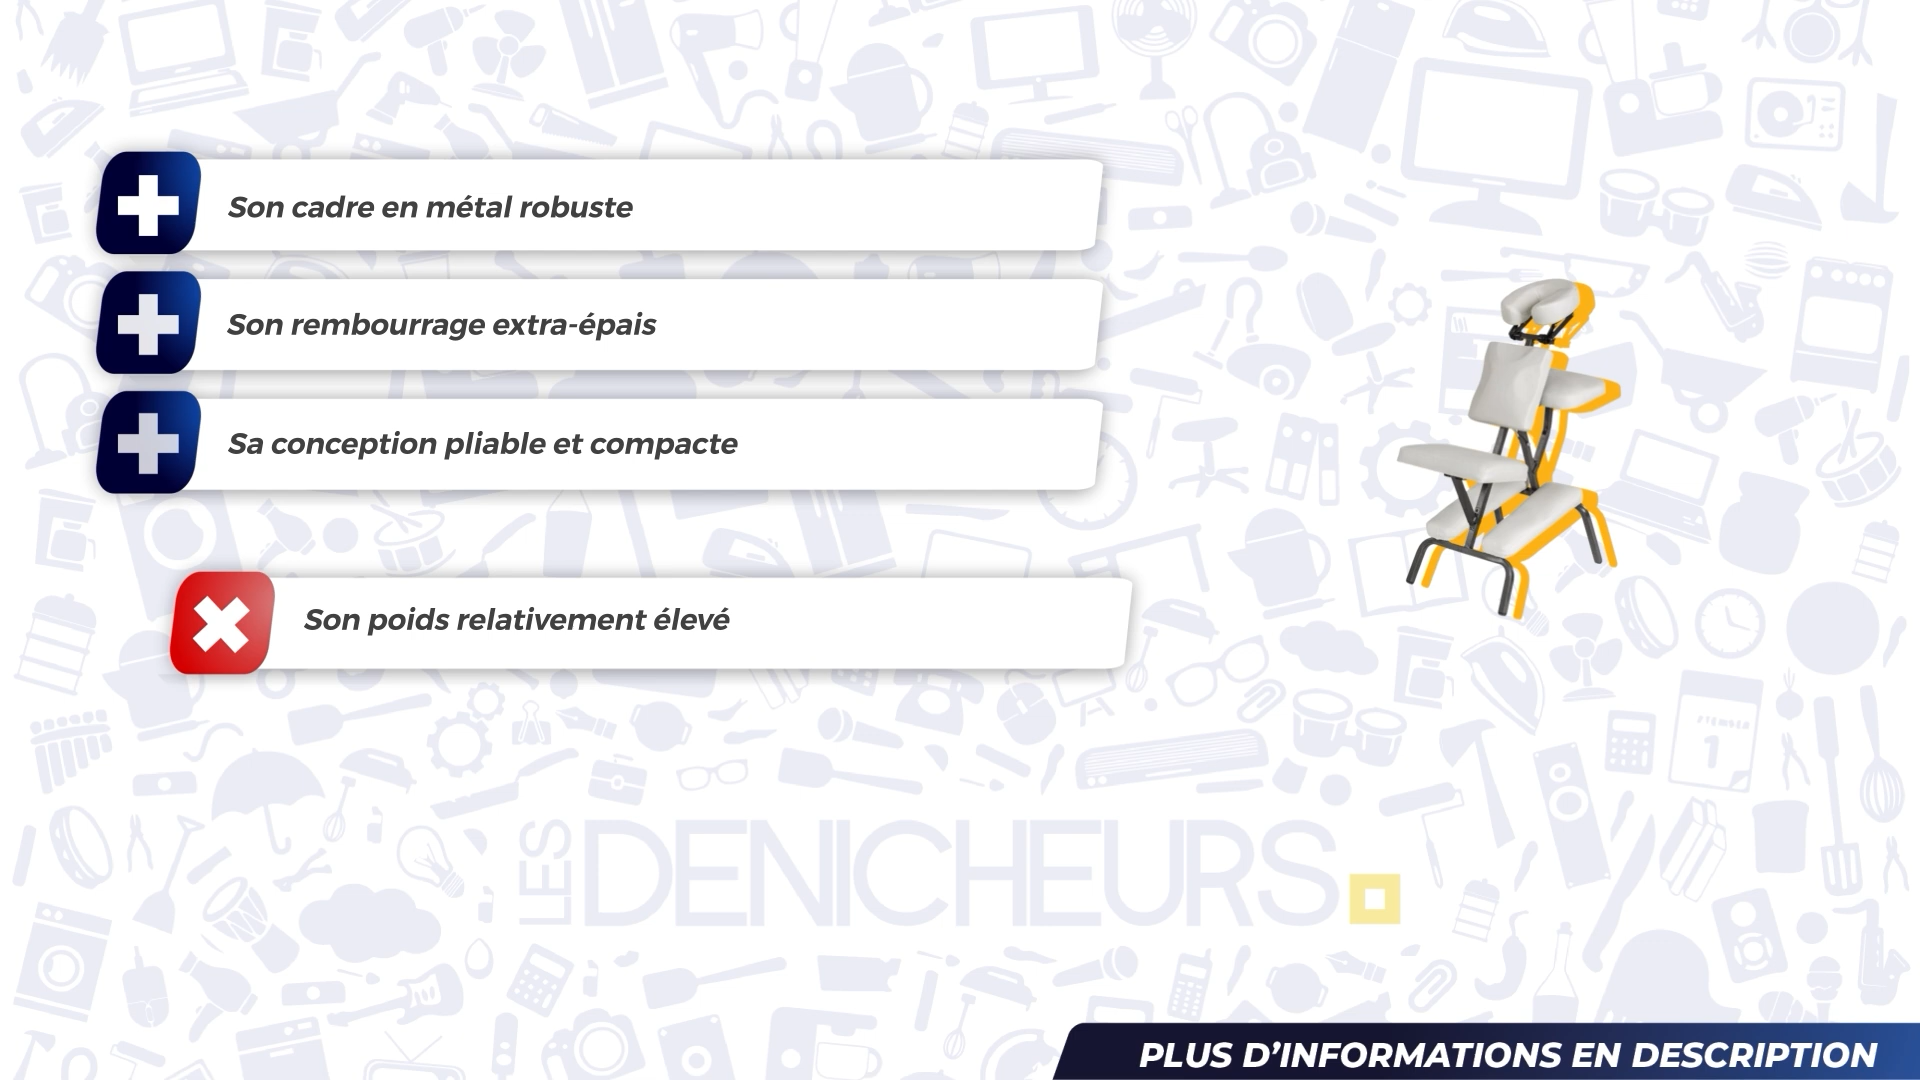 Son cadre en métal robuste
Son rembourrage extra-épais
Sa conception pliable et compacte
Son poids relativement élevé
LES DENICHEURS
PLUS D’INFORMATIONS EN DESCRIPTION